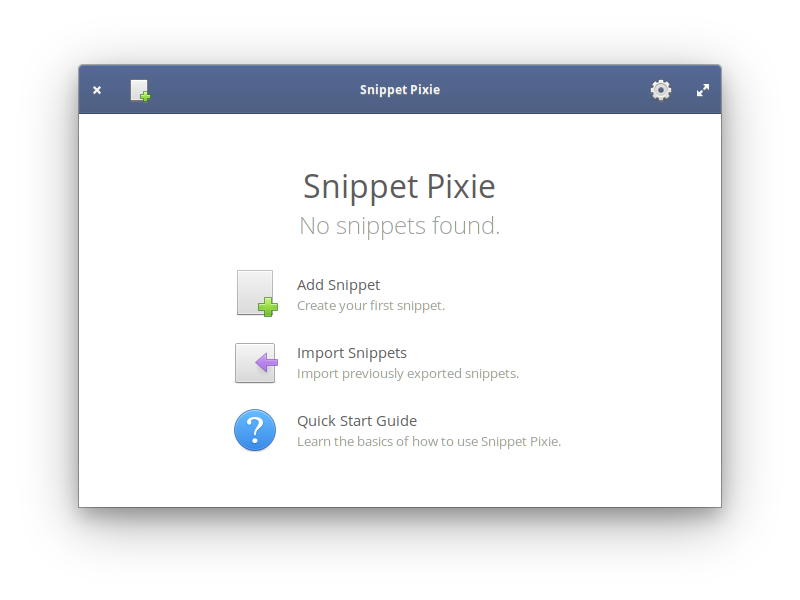 Snippet Pixie
Snippet Pixie
No snippets found.
Add Snippet
Create your first snippet.
Import Snippets
Import previously exported snippets.
Quick Start Guide
Learn the basics of how to use Snippet Pixie.